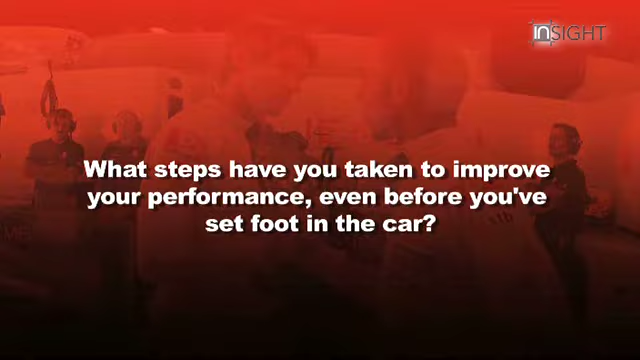 inSIGHT
What steps have you taken to improve
your performance, even before you've
set foot in the car?